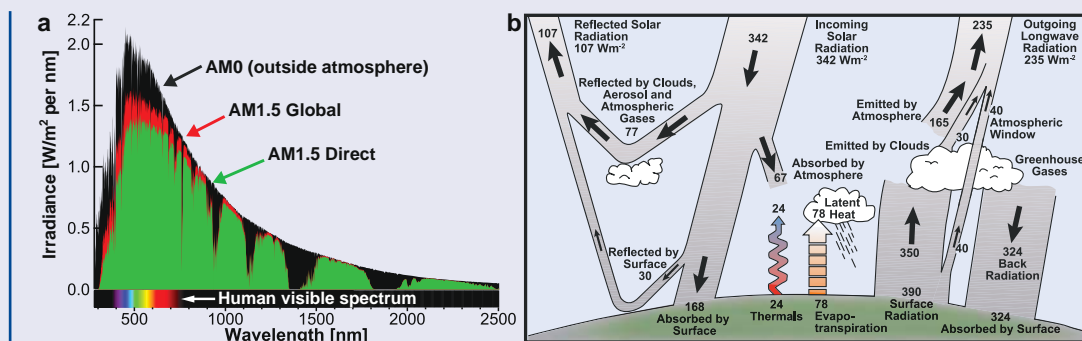 a
2.2
2.0
1.5
1.0
0.5
0.0
Irradiance [W/m² per nm]
AM0 (outside atmosphere)
AM1.5 Global
AM1.5 Direct
Human visible spectrum
500
1000
1500
2000
2500
Wavelength [nm]
b
107
Reflected Solar
Radiation
107 Wm-2
342
Incoming
Solar
Radiation
342 Wm-2
235
Outgoing
Longwave
Radiation
235 Wm-2
Reflected by Clouds,
Aerosol and
Atmospheric
Gases
77
Emitted by
Atmosphere
165
40
Atmospheric
Window
30
Emitted by Clouds
Greenhouse
Gases
67
Absorbed by
Atmosphere
24
78
Latent
Heat
Reflected by
Surface
30
350
40
324
Back
Radiation
168
Absorbed by
Surface
24
Thermals
78
Evapo-
transpiration
390
Surface
Radiation
324
Absorbed by Surface